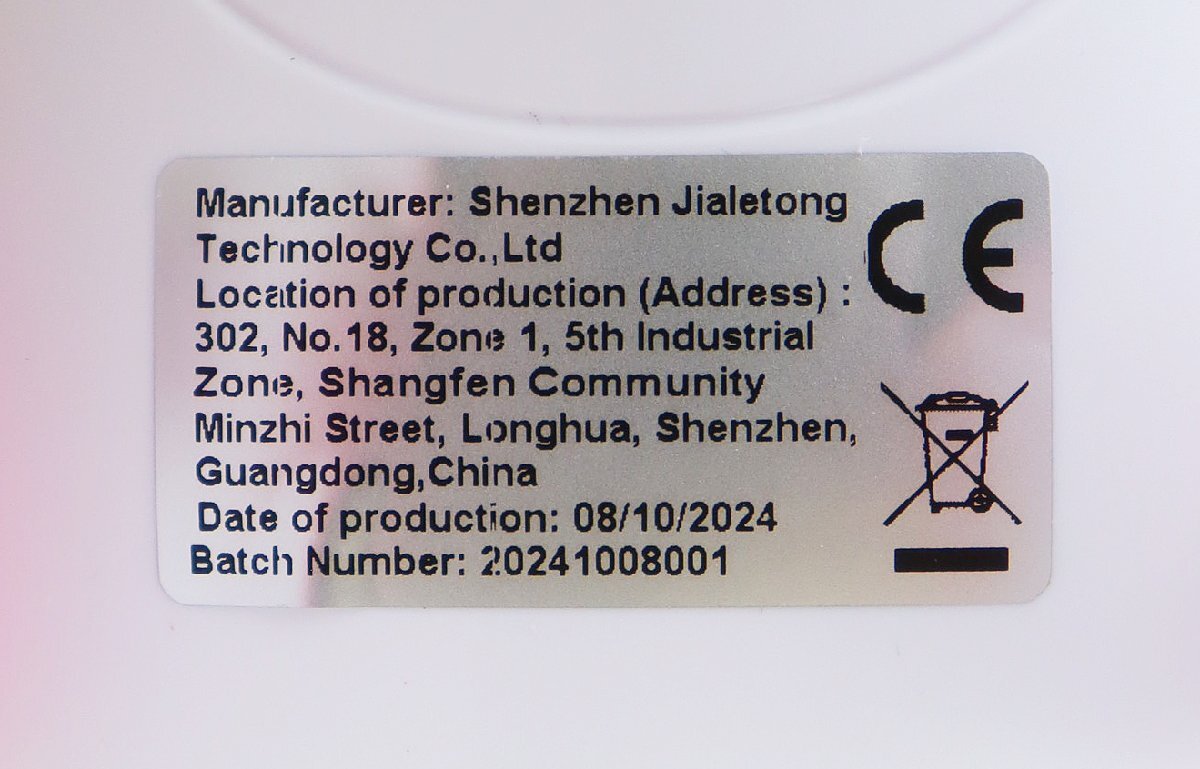 Manufacturer: Shenzhen Jialetong
Technology Co.,Ltd
Location of production (Address) :
302, No.18, Zone 1, 5th Industrial
Zone, Shangfen Community
Minzhi Street, Longhua, Shenzhen,
Guangdong,China
Date of production: 08/10/2024
Batch Number: 20241008001
CE